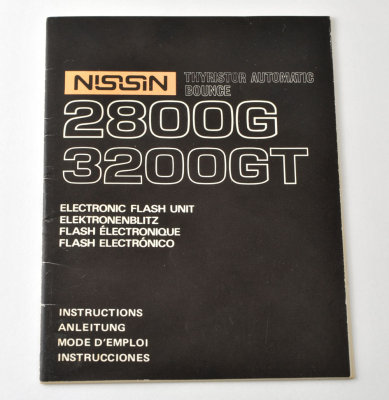 NISSIN THYRISTOR AUTOMATIC
BOUNCE
2800G
3200GT
ELECTRONIC FLASH UNIT
ELEKTRONENBLITZ
FLASH ÉLECTRONIQUE
FLASH ELECTRÓNICO
INSTRUCTIONS
ANLEITUNG
MODE D'EMPLOI
INSTRUCCIONES